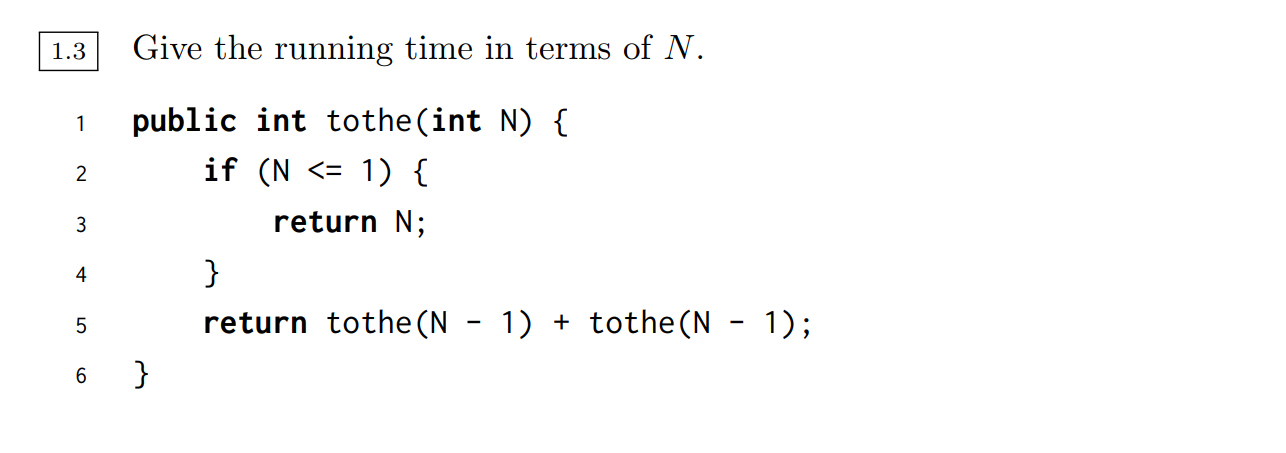 1.3 Give the running time in terms of N.
1 public int tothe(int N) {
2 if (N <= 1) {
3 return N;
4 }
5 return tothe(N - 1) + tothe(N - 1);
6 }